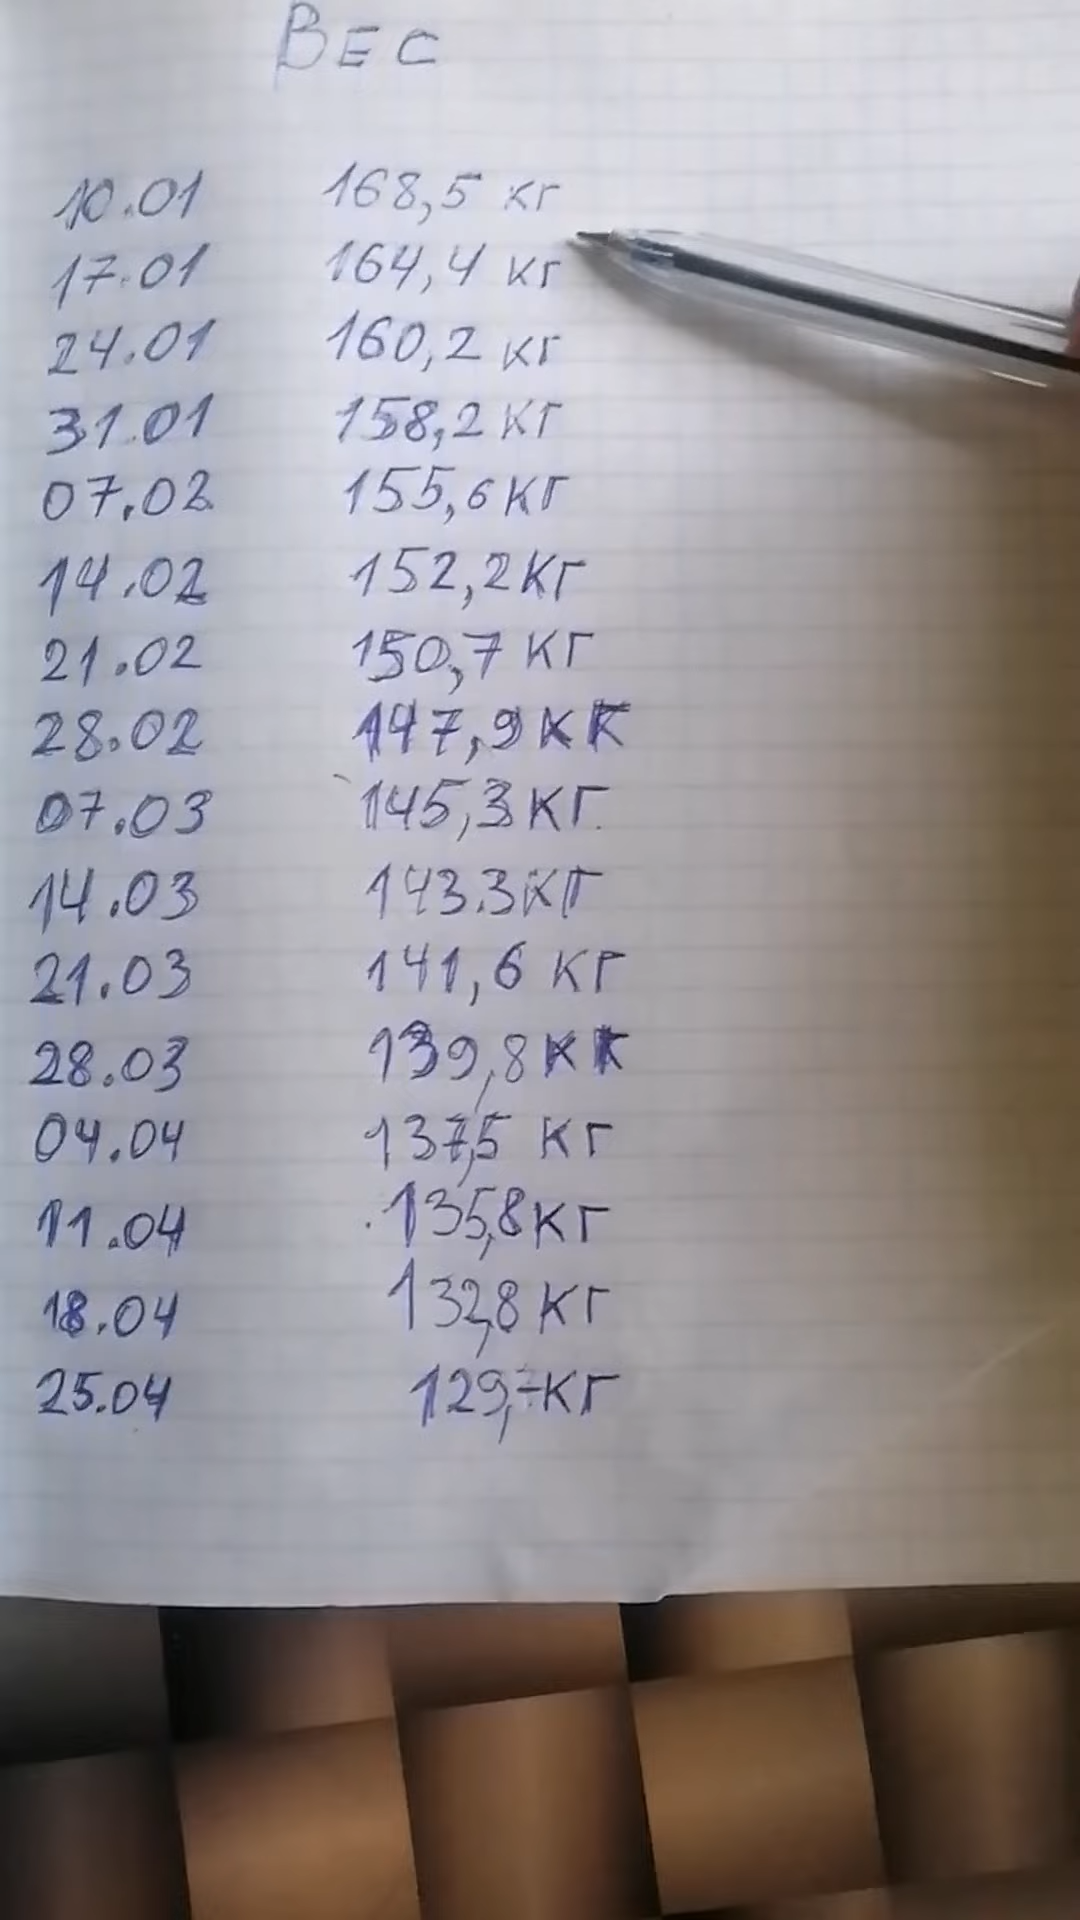 Вес
10.01 168,5 кг
17.01 164,4 кг
24.01 160,2 кг
31.01 158,2 кг
07.02 155,6 кг
14.02 152,2 кг
21.02 150,7 кг
28.02 147,9 кг
07.03 145,3 кг.
14.03 143.3 кг
21.03 141,6 кг
28.03 139,8 кг
04.04 137,5 кг
11.04 135,8 кг
18.04 132,8 кг
25.04 129,7 кг